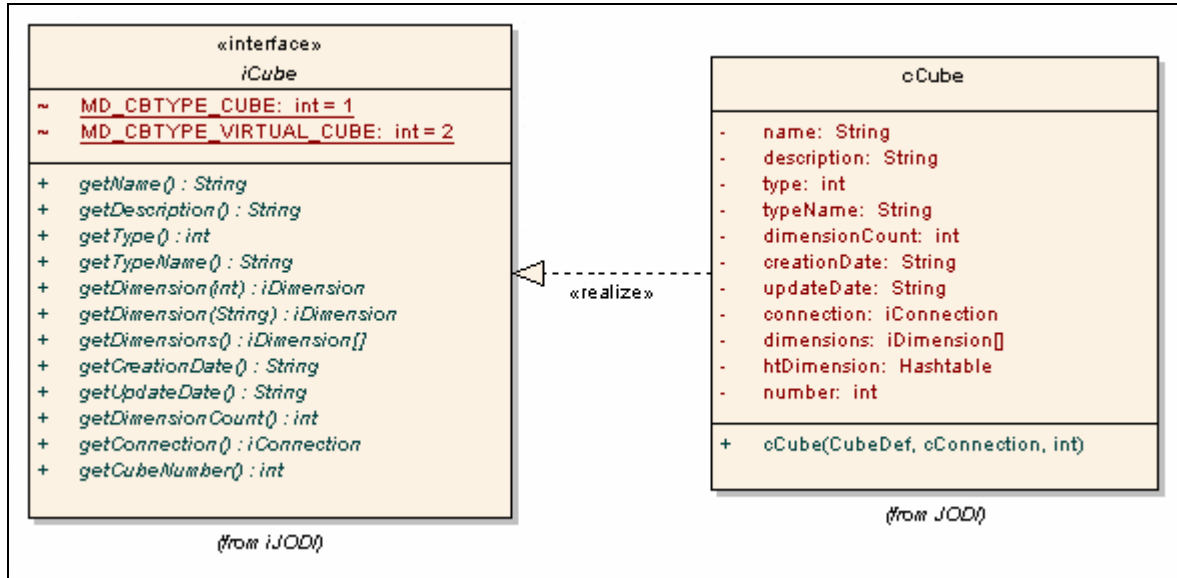 «interface»
iCube
~ MD_CBTYPE_CUBE: int = 1
~ MD_CBTYPE_VIRTUAL_CUBE: int = 2
+ getName() : String
+ getDescription() : String
+ getType() : int
+ getTypeName() : String
+ getDimension(int) : iDimension
+ getDimension(String) : iDimension
+ getDimensions() : iDimension[]
+ getCreationDate() : String
+ getUpdateDate() : String
+ getDimensionCount() : int
+ getConnection() : iConnection
+ getCubeNumber() : int
(from iJODI)
«realize»
cCube
- name: String
- description: String
- type: int
- typeName: String
- dimensionCount: int
- creationDate: String
- updateDate: String
- connection: iConnection
- dimensions: iDimension[]
- htDimension: Hashtable
- number: int
+ cCube(CubeDef, cConnection, int)
(from JODI)